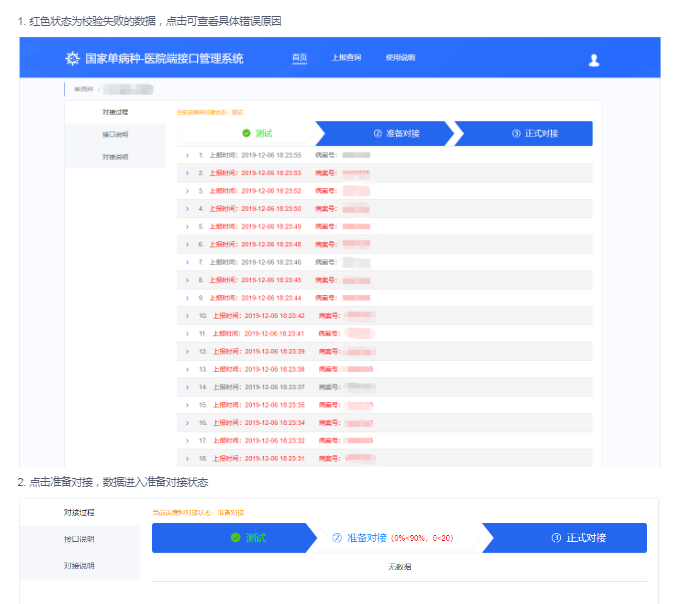 1. 红色状态为校验失败的数据，点击可查看具体错误原因
国家单病种-医院端接口管理系统 首页 上报查询 使用说明
单病种 /
对接过程
接口说明
对接说明
当前该病种对接状态：测试
测试 ② 准备对接 ③ 正式对接
1. 上报时间：2019-12-06 18:23:55 病案号：
2. 上报时间：2019-12-06 18:23:53 病案号：
3. 上报时间：2019-12-06 18:23:52 病案号：
4. 上报时间：2019-12-06 18:23:50 病案号：
5. 上报时间：2019-12-06 18:23:49 病案号：
6. 上报时间：2019-12-06 18:23:48 病案号：
7. 上报时间：2019-12-06 18:23:46 病案号：
8. 上报时间：2019-12-06 18:23:45 病案号：
9. 上报时间：2019-12-06 18:23:44 病案号：
10. 上报时间：2019-12-06 18:23:42 病案号：
11. 上报时间：2019-12-06 18:23:41 病案号：
12. 上报时间：2019-12-06 18:23:39 病案号：
13. 上报时间：2019-12-06 18:23:38 病案号：
14. 上报时间：2019-12-06 18:23:37 病案号：
15. 上报时间：2019-12-06 18:23:35 病案号：
16. 上报时间：2019-12-06 18:23:34 病案号：
17. 上报时间：2019-12-06 18:23:32 病案号：
18. 上报时间：2019-12-06 18:23:31 病案号：
2. 点击准备对接，数据进入准备对接状态
对接过程
接口说明
对接说明
当前该病种对接状态：准备对接
测试 ② 准备对接 (0%<90%，0<20) ③ 正式对接
无数据